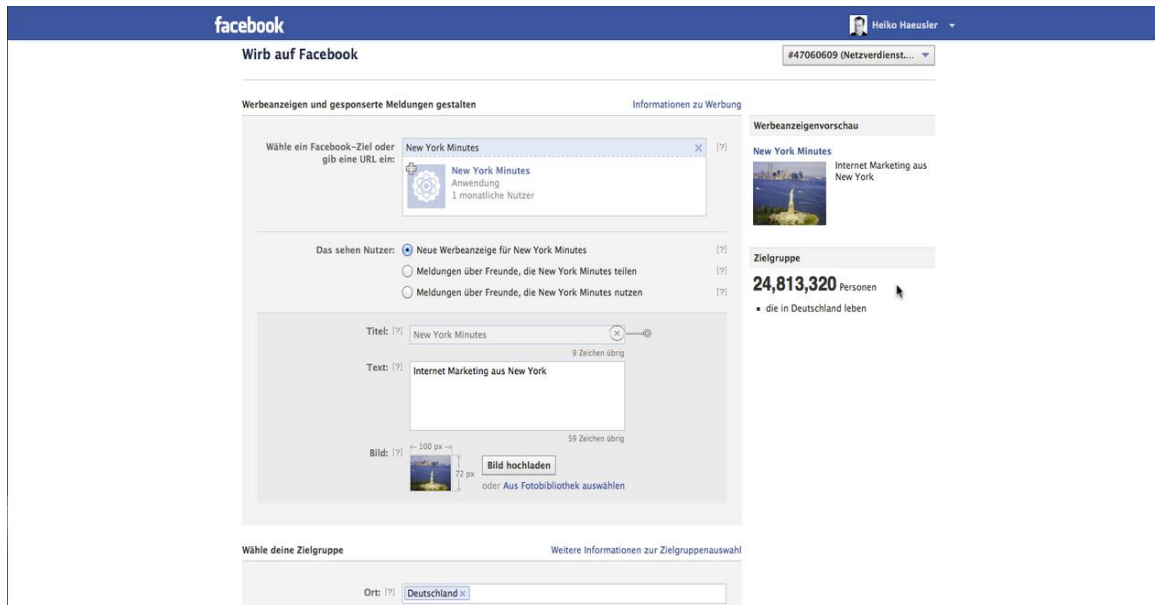 facebook
Heiko Haeusler
Wirb auf Facebook
#47060609 (Netzverdienst....
Werbeanzeigen und gesponserte Meldungen gestalten
Informationen zu Werbung
Wähle ein Facebook-Ziel oder
gib eine URL ein:
New York Minutes
X
[?]
New York Minutes
Anwendung
1 monatliche Nutzer
Das sehen Nutzer:
Neue Werbeanzeige für New York Minutes
[?]
Meldungen über Freunde, die New York Minutes teilen
[?]
Meldungen über Freunde, die New York Minutes nutzen
[?]
Titel: [?]
New York Minutes
9 Zeichen übrig
Text: [?]
Internet Marketing aus New York
59 Zeichen übrig
Bild: [?]
100 px
72 px
Bild hochladen
oder Aus Fotobibliothek auswählen
Werbeanzeigenvorschau
New York Minutes
Internet Marketing aus
New York
Zielgruppe
24,813,320 Personen
die in Deutschland leben
Wähle deine Zielgruppe
Weitere Informationen zur Zielgruppenauswahl
Ort: [?]
Deutschland ×